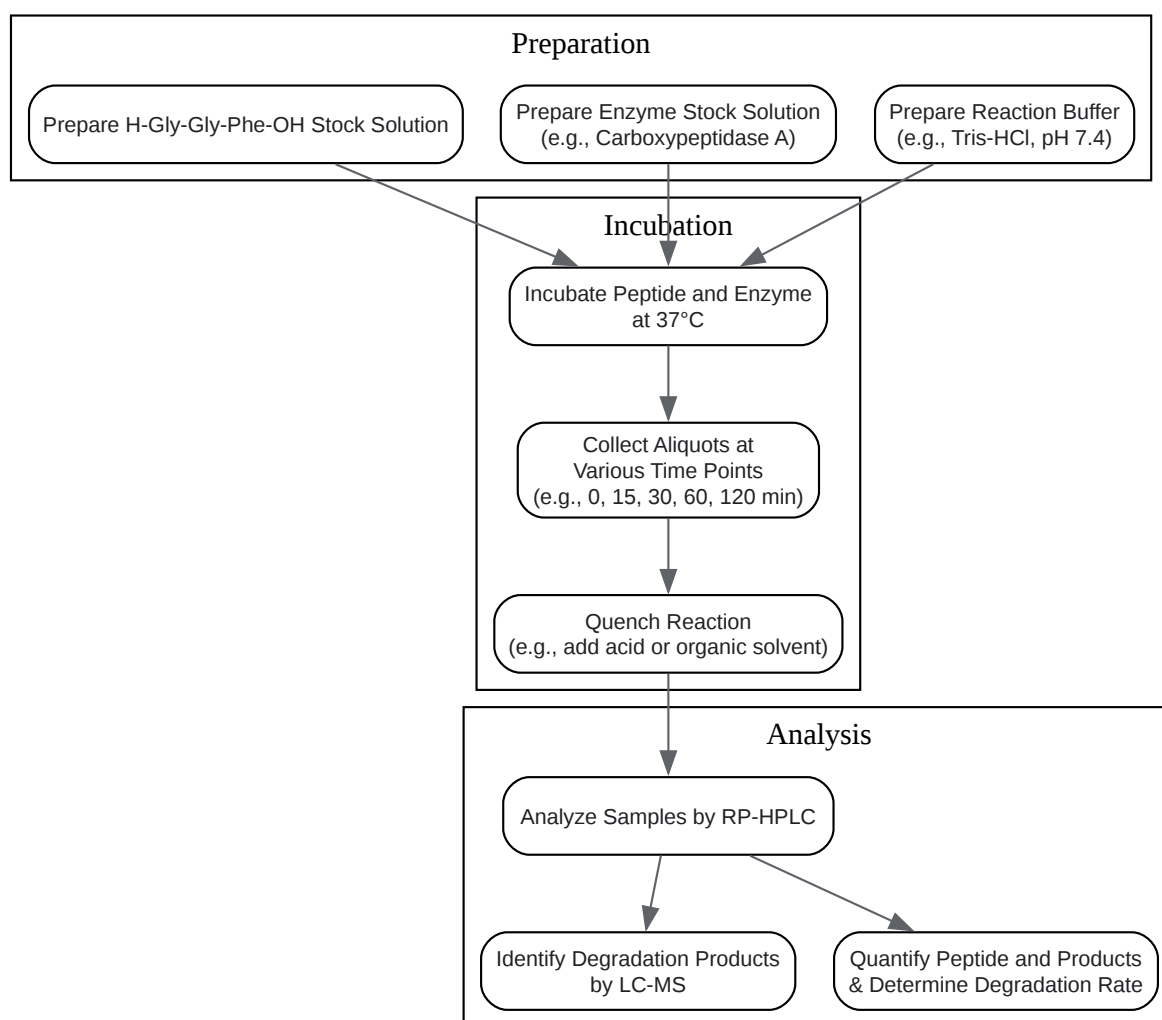 Preparation
Prepare H-Gly-Gly-Phe-OH Stock Solution
Prepare Enzyme Stock Solution
(e.g., Carboxypeptidase A)
Prepare Reaction Buffer
(e.g., Tris-HCl, pH 7.4)
Incubation
Incubate Peptide and Enzyme
at 37°C
Collect Aliquots at
Various Time Points
(e.g., 0, 15, 30, 60, 120 min)
Quench Reaction
(e.g., add acid or organic solvent)
Analysis
Analyze Samples by RP-HPLC
Identify Degradation Products
by LC-MS
Quantify Peptide and Products
& Determine Degradation Rate